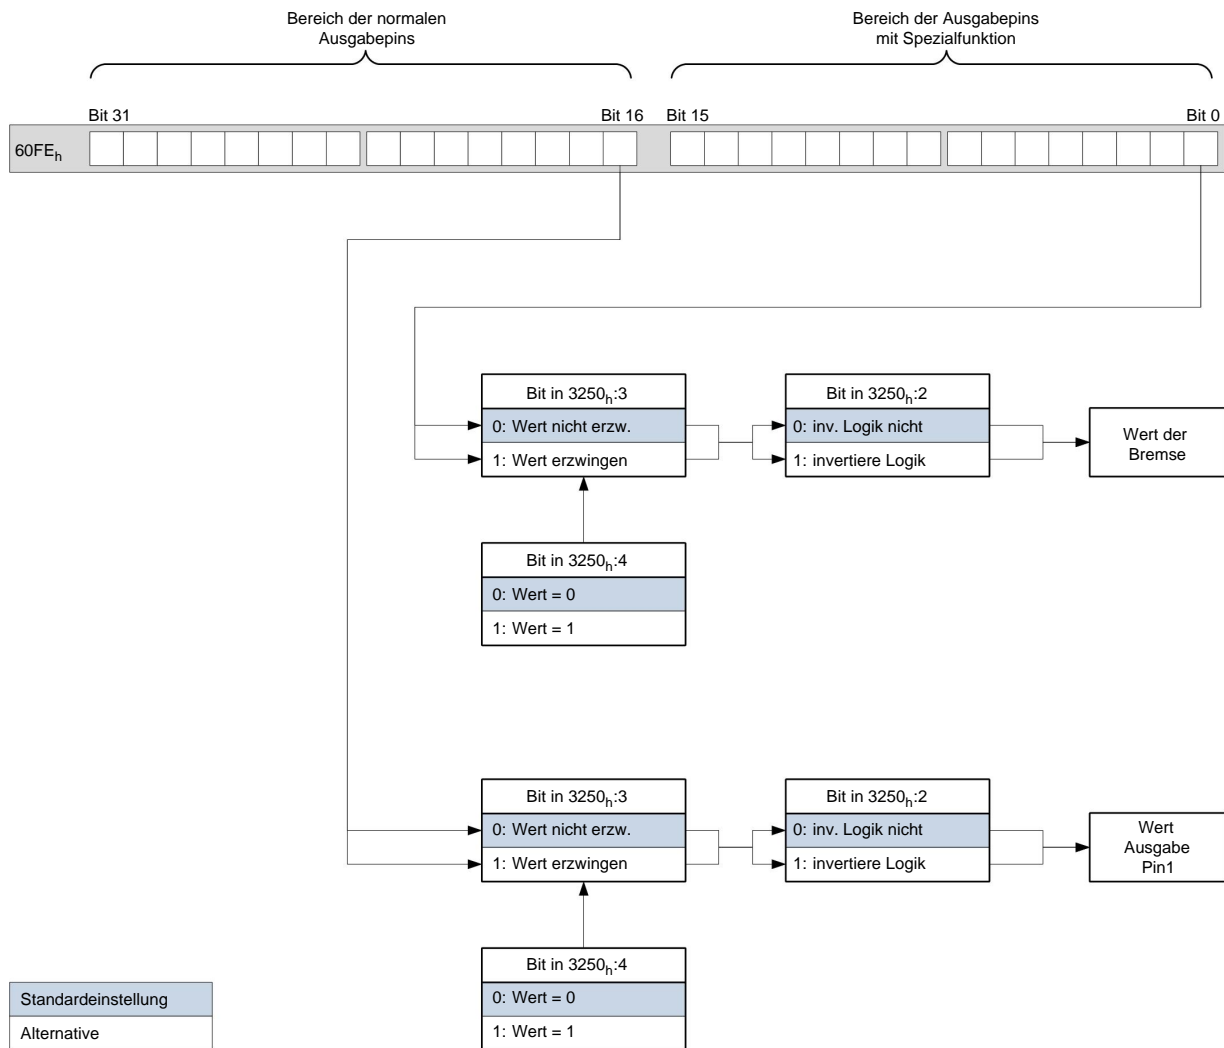 Bereich der normalen
Ausgabepins
Bereich der Ausgabepins
mit Spezialfunktion
Bit 31
Bit 16
Bit 15
Bit 0
60FEh
Bit in 3250h:3
0: Wert nicht erzw.
1: Wert erzwingen
Bit in 3250h:2
0: inv. Logik nicht
1: invertiere Logik
Wert der
Bremse
Bit in 3250h:4
0: Wert = 0
1: Wert = 1
Bit in 3250h:3
0: Wert nicht erzw.
1: Wert erzwingen
Bit in 3250h:2
0: inv. Logik nicht
1: invertiere Logik
Wert
Ausgabe
Pin1
Bit in 3250h:4
0: Wert = 0
1: Wert = 1
Standardeinstellung
Alternative